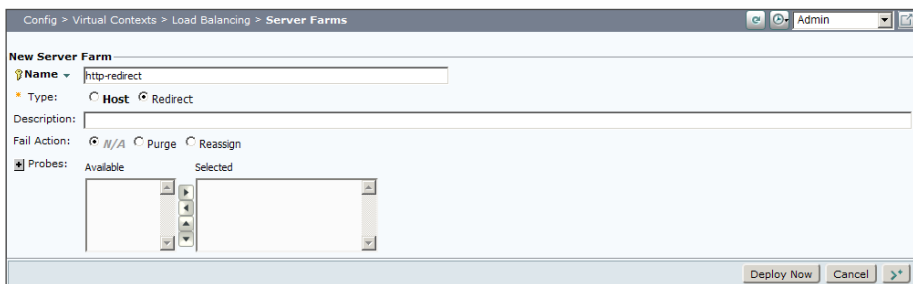 Config > Virtual Contexts > Load Balancing > Server Farms
Admin
New Server Farm
Name http-redirect
* Type: Host Redirect
Description:
Fail Action: N/A Purge Reassign
Probes: Available Selected
Deploy Now Cancel